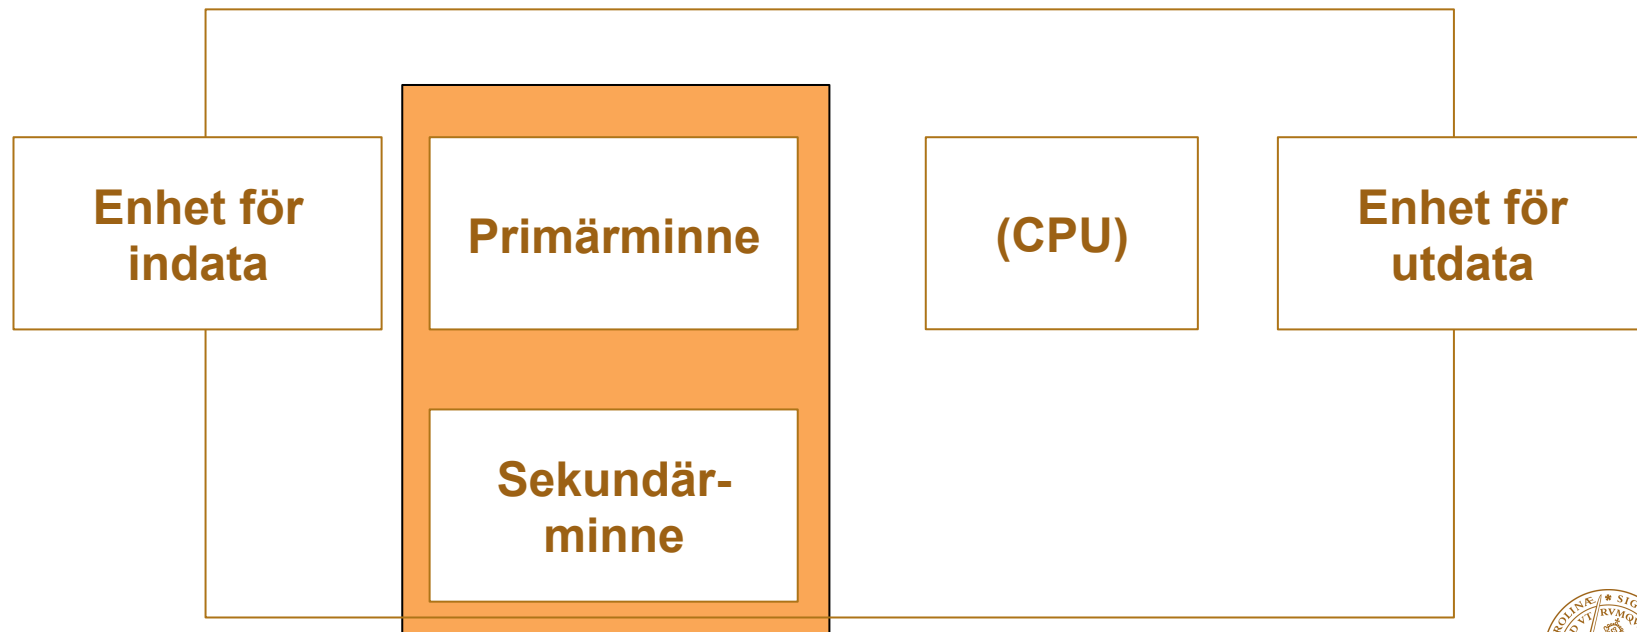 Enhet för
indata
Primärminne
(CPU)
Enhet för
utdata
Sekundär-
minne